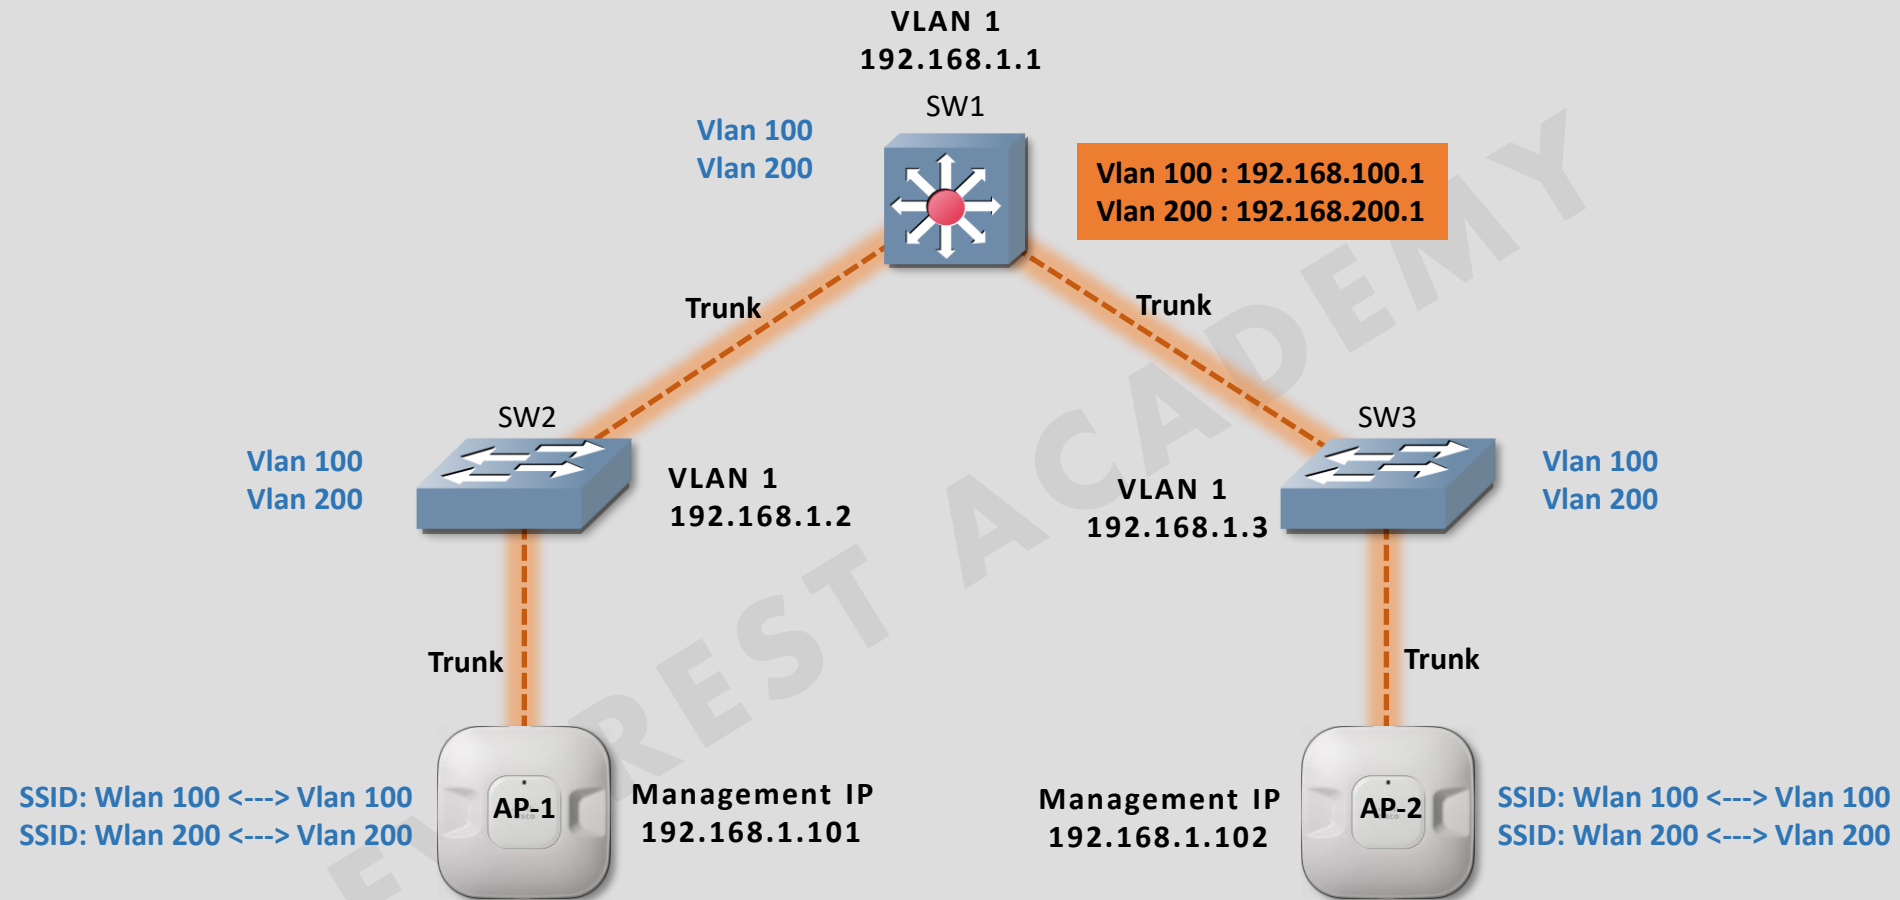 VLAN 1
192.168.1.1
SW1
Vlan 100
Vlan 200
Vlan 100 : 192.168.100.1
Vlan 200 : 192.168.200.1
Trunk
Trunk
SW2
SW3
Vlan 100
Vlan 200
VLAN 1
192.168.1.2
VLAN 1
192.168.1.3
Vlan 100
Vlan 200
Trunk
Trunk
SSID: Wlan 100 <---> Vlan 100
SSID: Wlan 200 <---> Vlan 200
AP-1
Management IP
192.168.1.101
Management IP
192.168.1.102
AP-2
SSID: Wlan 100 <---> Vlan 100
SSID: Wlan 200 <---> Vlan 200
EVEREST ACADEMY